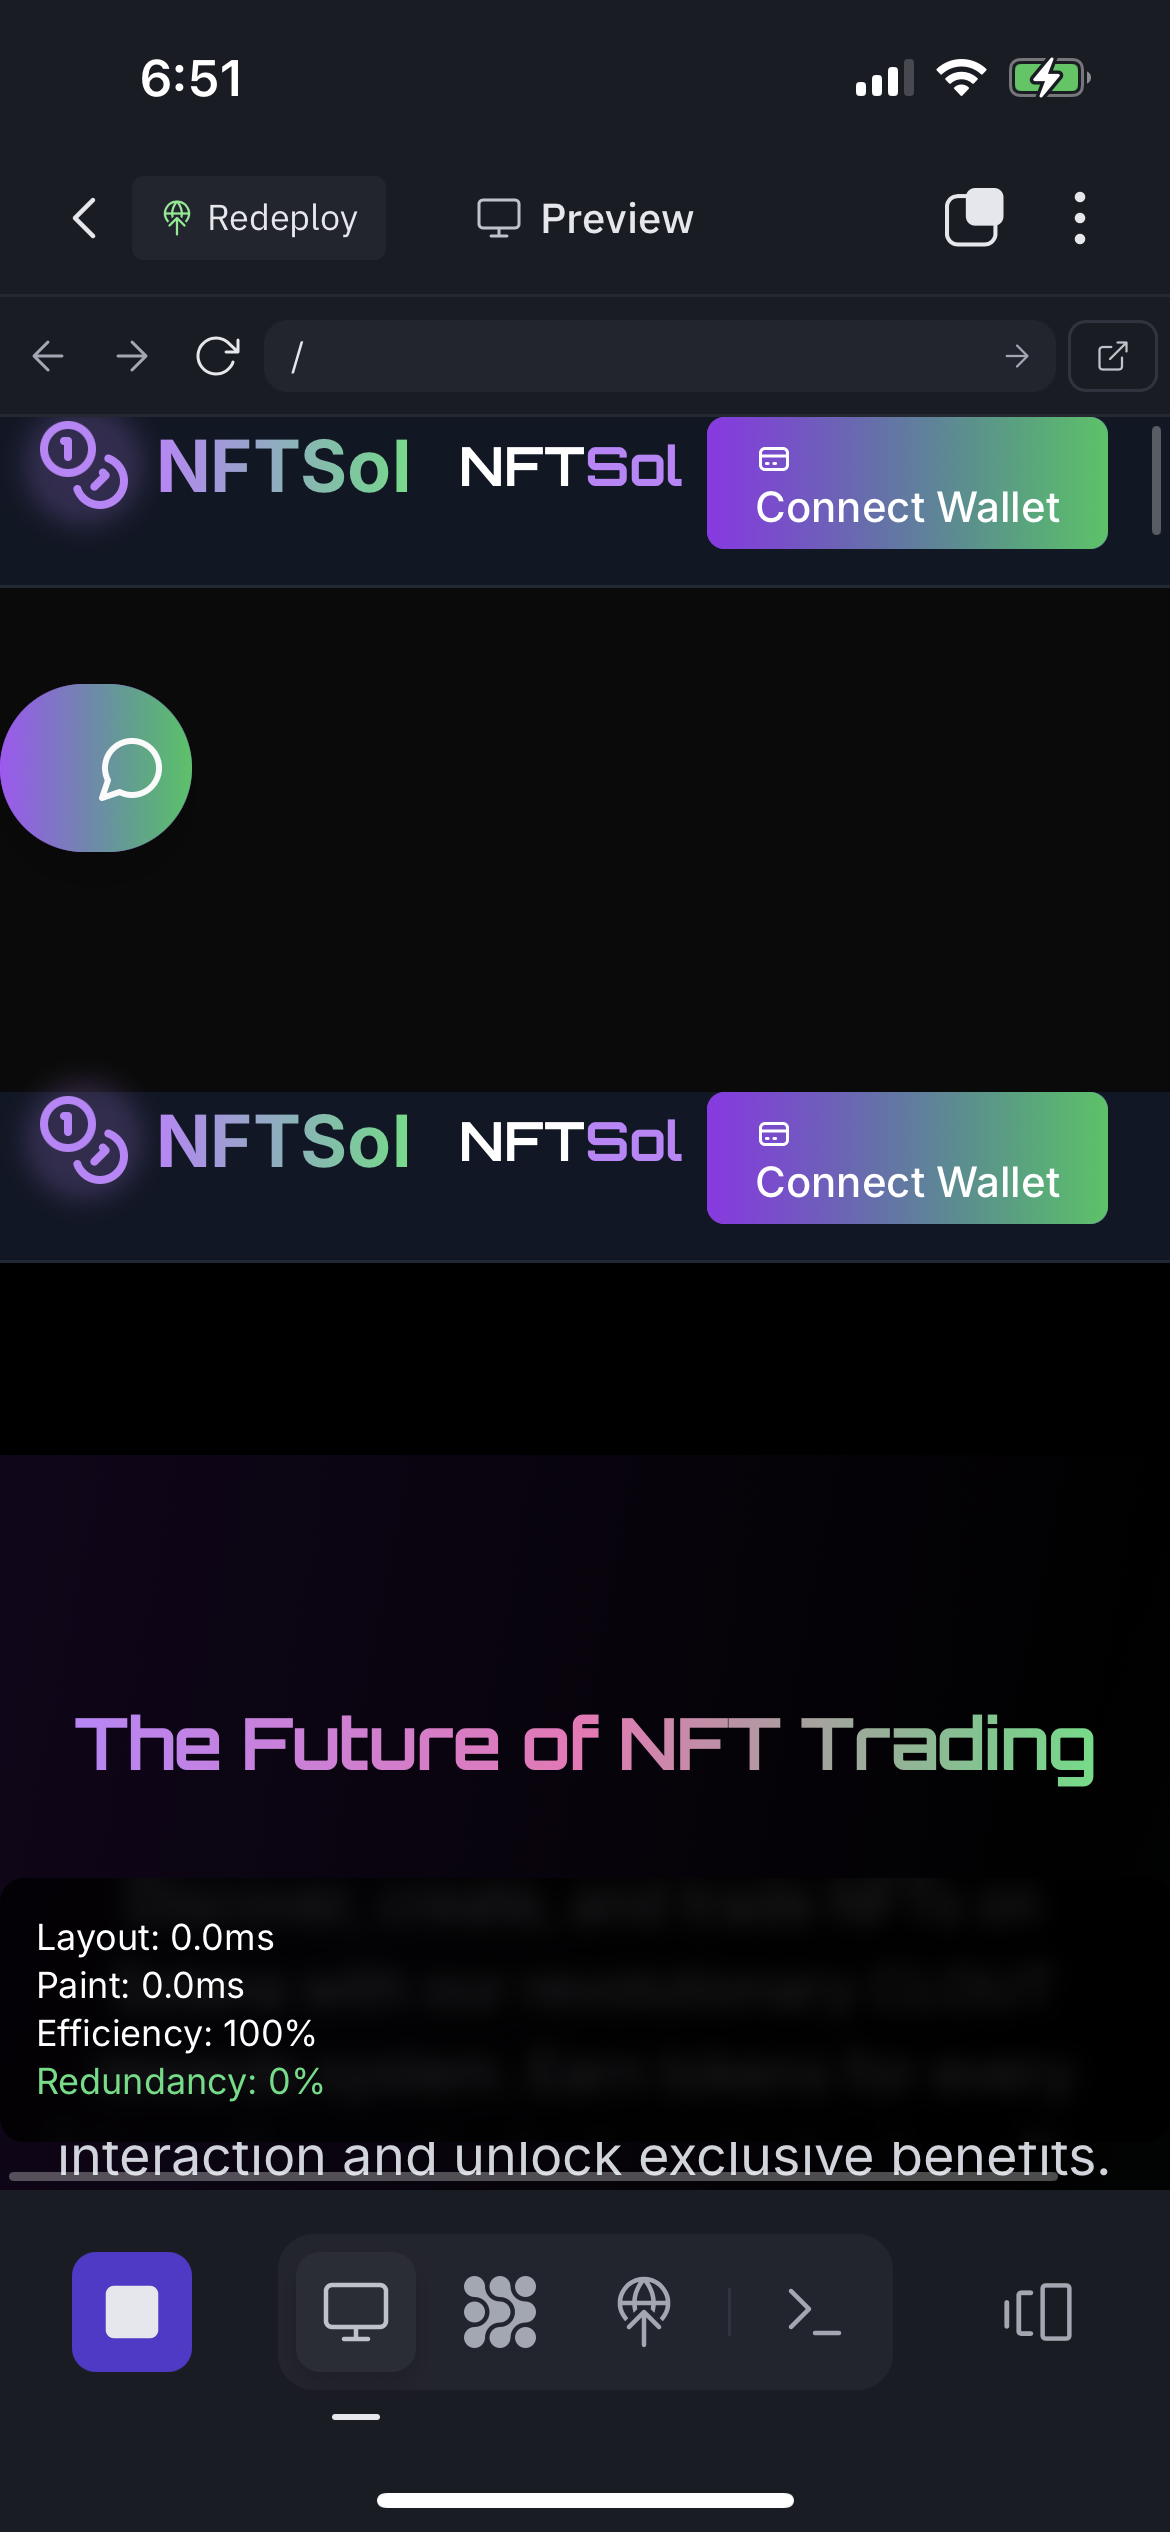 6:51
Redeploy
Preview
/
NFTSol NFTSol
Connect Wallet
NFTSol NFTSol
Connect Wallet
The Future of NFT Trading
Layout: 0.0ms
Paint: 0.0ms
Efficiency: 100%
Redundancy: 0%
interaction and unlock exclusive benefits.